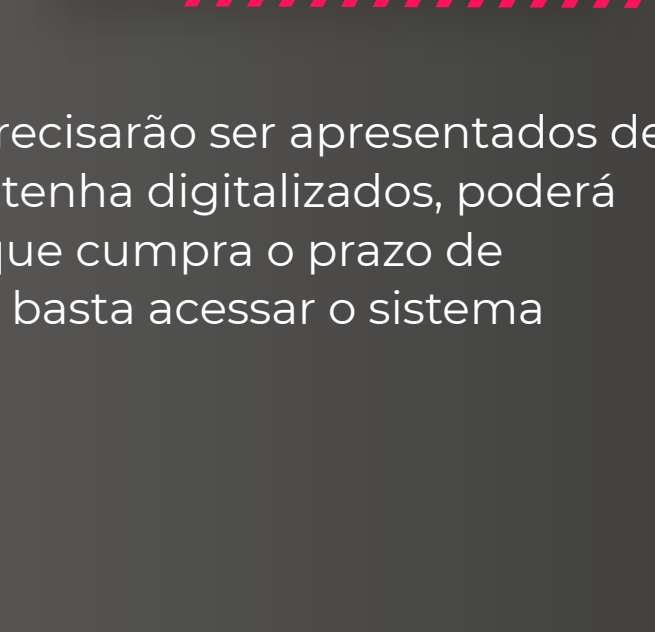 recisarão ser apresentados de
tenha digitalizados, poderá
que cumpra o prazo de
basta acessar o sistema